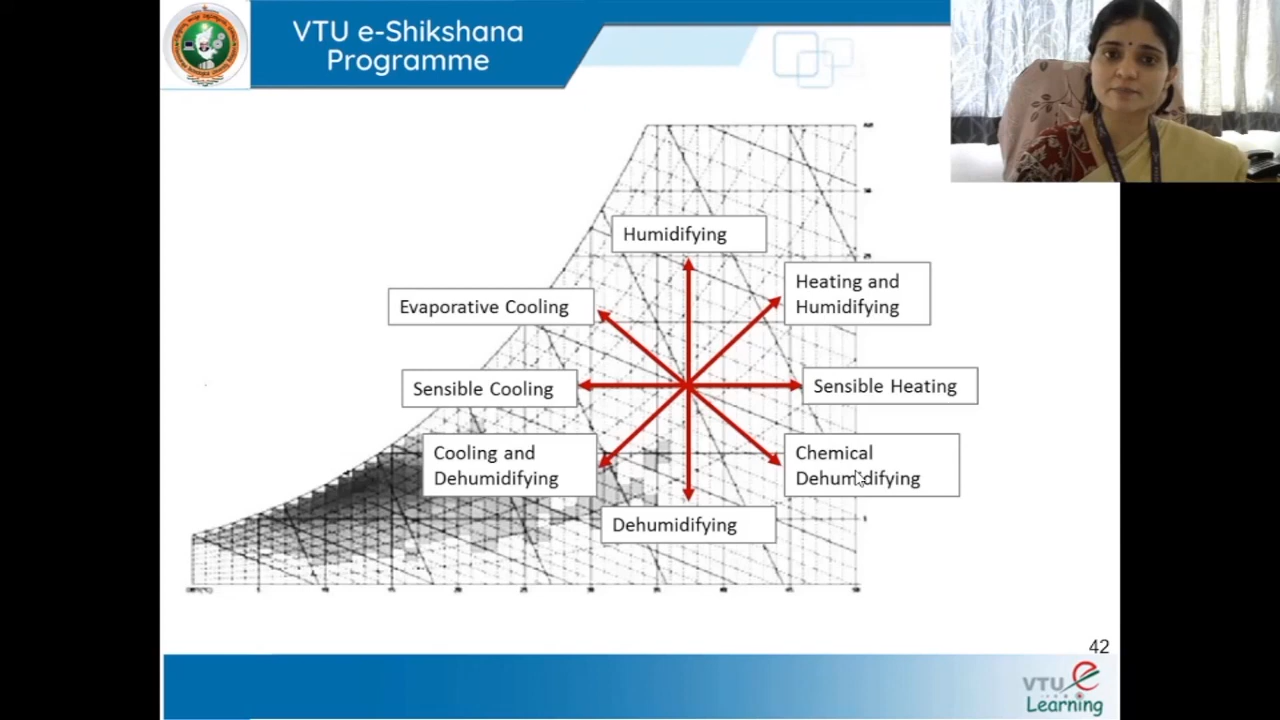 VTU e-Shikshana
Programme
Humidifying
Heating and
Humidifying
Evaporative Cooling
Sensible Cooling
Sensible Heating
Cooling and
Dehumidifying
Chemical
Dehumidifying
Dehumidifying
42
VTU e
Learning